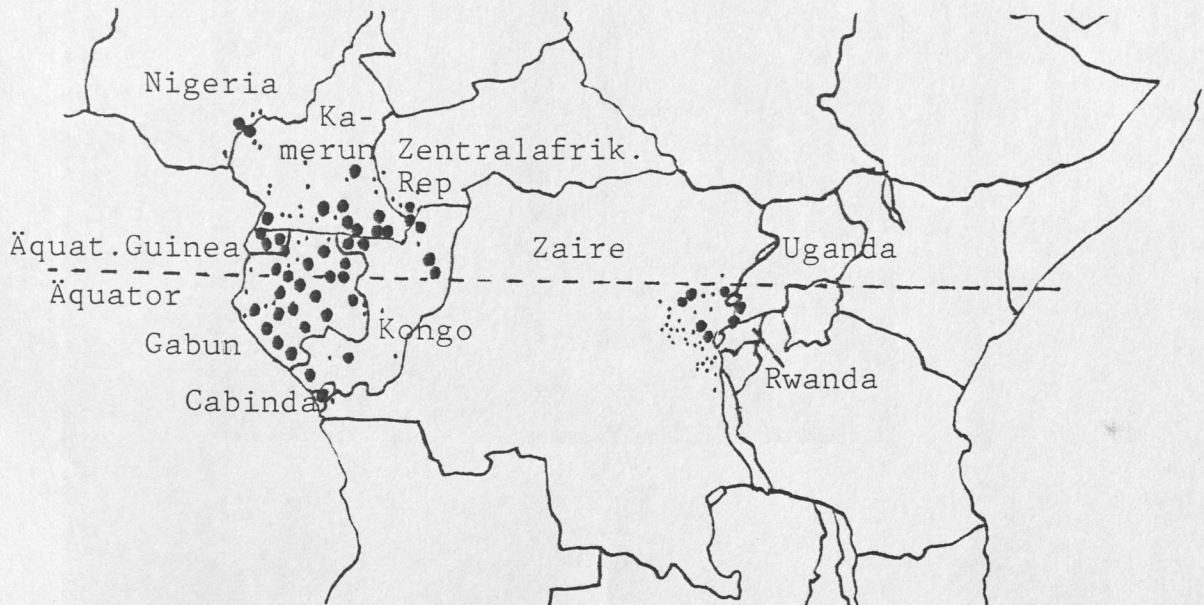 Nigeria
Ka-
merun
Zentralafrik.
Rep
Äquat.Guinea
Zaire
Uganda
Äquator
Kongo
Gabun
Rwanda
Cabinda